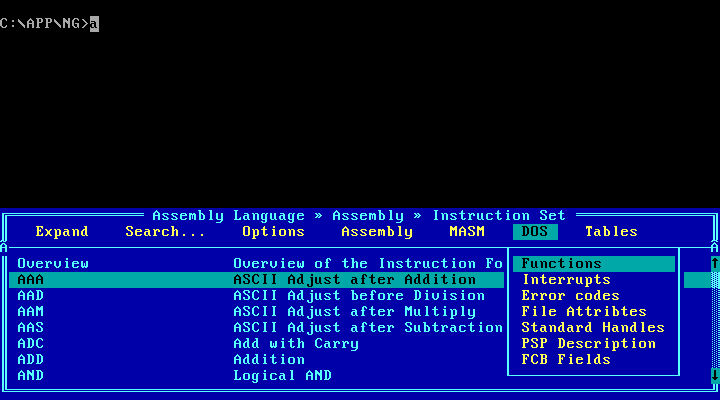 C:\APP\NG>a
Assembly Language » Assembly » Instruction Set
Expand Search... Options Assembly MASM DOS Tables
Overview Overview of the Instruction Fo Functions
AAA ASCII Adjust after Addition Interrupts
AAD ASCII Adjust before Division Error codes
AAM ASCII Adjust after Multiply File Attribtes
AAS ASCII Adjust after Subtraction Standard Handles
ADC Add with Carry PSP Description
ADD Addition FCB Fields
AND Logical AND